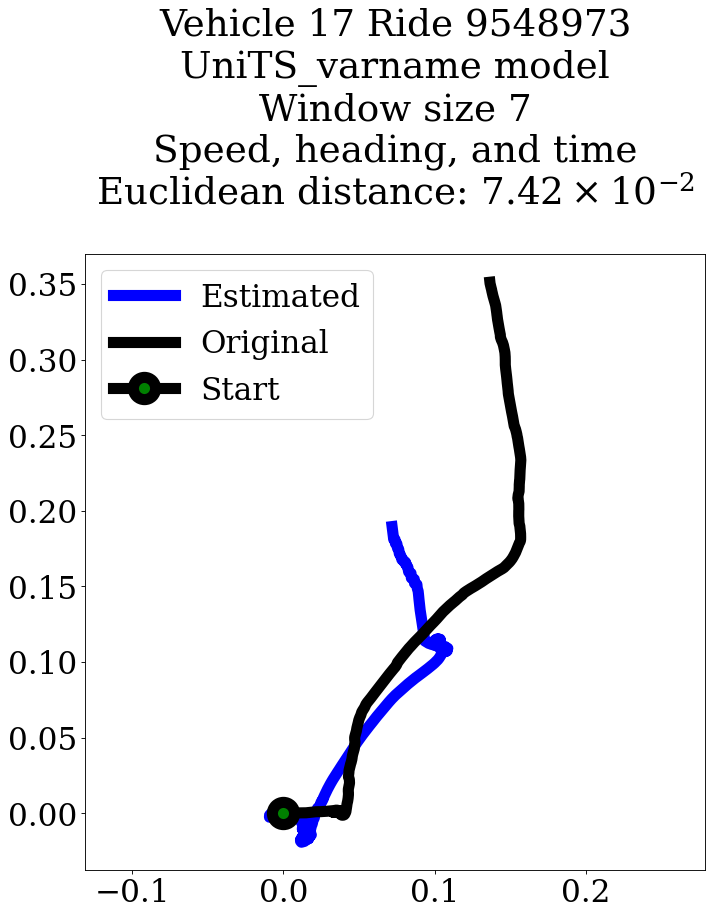 Vehicle 17 Ride 9548973
UniTS_varname model
Window size 7
Speed, heading, and time
Euclidean distance: 7.42 × 10⁻²
Estimated
Original
Start
0.35
0.30
0.25
0.20
0.15
0.10
0.05
0.00
−0.1 0.0 0.1 0.2